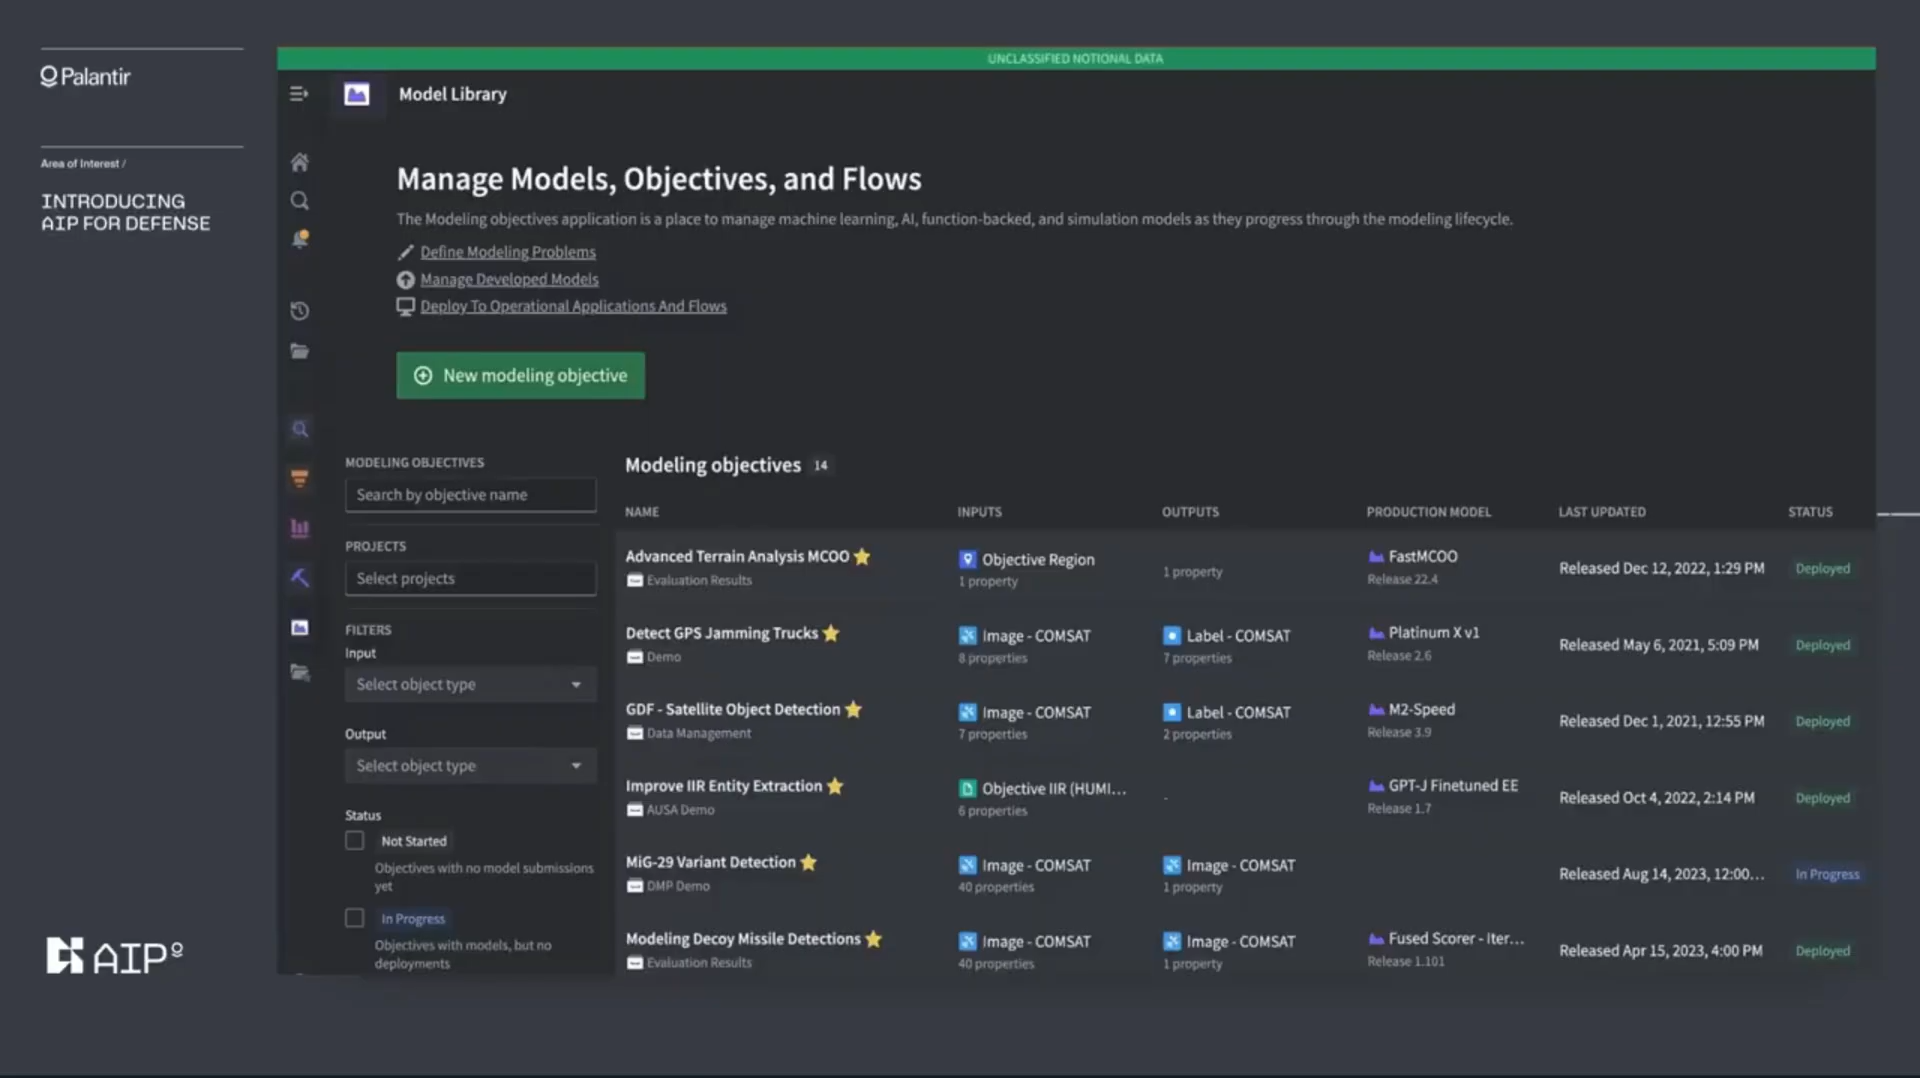 Palantir
Area of Interest /
INTRODUCING
AIP FOR DEFENSE
AIP
UNCLASSIFIED NOTIONAL DATA
Model Library
Manage Models, Objectives, and Flows
The Modeling objectives application is a place to manage machine learning, AI, function-backed, and simulation models as they progress through the modeling lifecycle.
Define Modeling Problems
Manage Developed Models
Deploy To Operational Applications And Flows
New modeling objective
MODELING OBJECTIVES
Search by objective name
PROJECTS
Select projects
FILTERS
Input
Select object type
Output
Select object type
Status
Not Started
Objectives with no model submissions
yet
In Progress
Objectives with models, but no
deployments
Modeling objectives 14
NAME INPUTS OUTPUTS PRODUCTION MODEL LAST UPDATED STATUS
Advanced Terrain Analysis MCOO Objective Region 1 property FastMCOO Released Dec 12, 2022, 1:29 PM Deployed
Evaluation Results 1 property Release 22.4
Detect GPS Jamming Trucks Image - COMSAT Label - COMSAT Platinum X v1 Released May 6, 2021, 5:09 PM Deployed
Demo 8 properties 7 properties Release 2.6
GDF - Satellite Object Detection Image - COMSAT Label - COMSAT M2-Speed Released Dec 1, 2021, 12:55 PM Deployed
Data Management 7 properties 2 properties Release 3.9
Improve IIR Entity Extraction Objective IIR (HUMI... - GPT-J Finetuned EE Released Oct 4, 2022, 2:14 PM Deployed
AUSA Demo 6 properties Release 1.7
MiG-29 Variant Detection Image - COMSAT Image - COMSAT Released Aug 14, 2023, 12:00... In Progress
DMP Demo 40 properties 1 property
Modeling Decoy Missile Detections Image - COMSAT Image - COMSAT Fused Scorer - Iter... Released Apr 15, 2023, 4:00 PM Deployed
Evaluation Results 40 properties 1 property Release 1.101